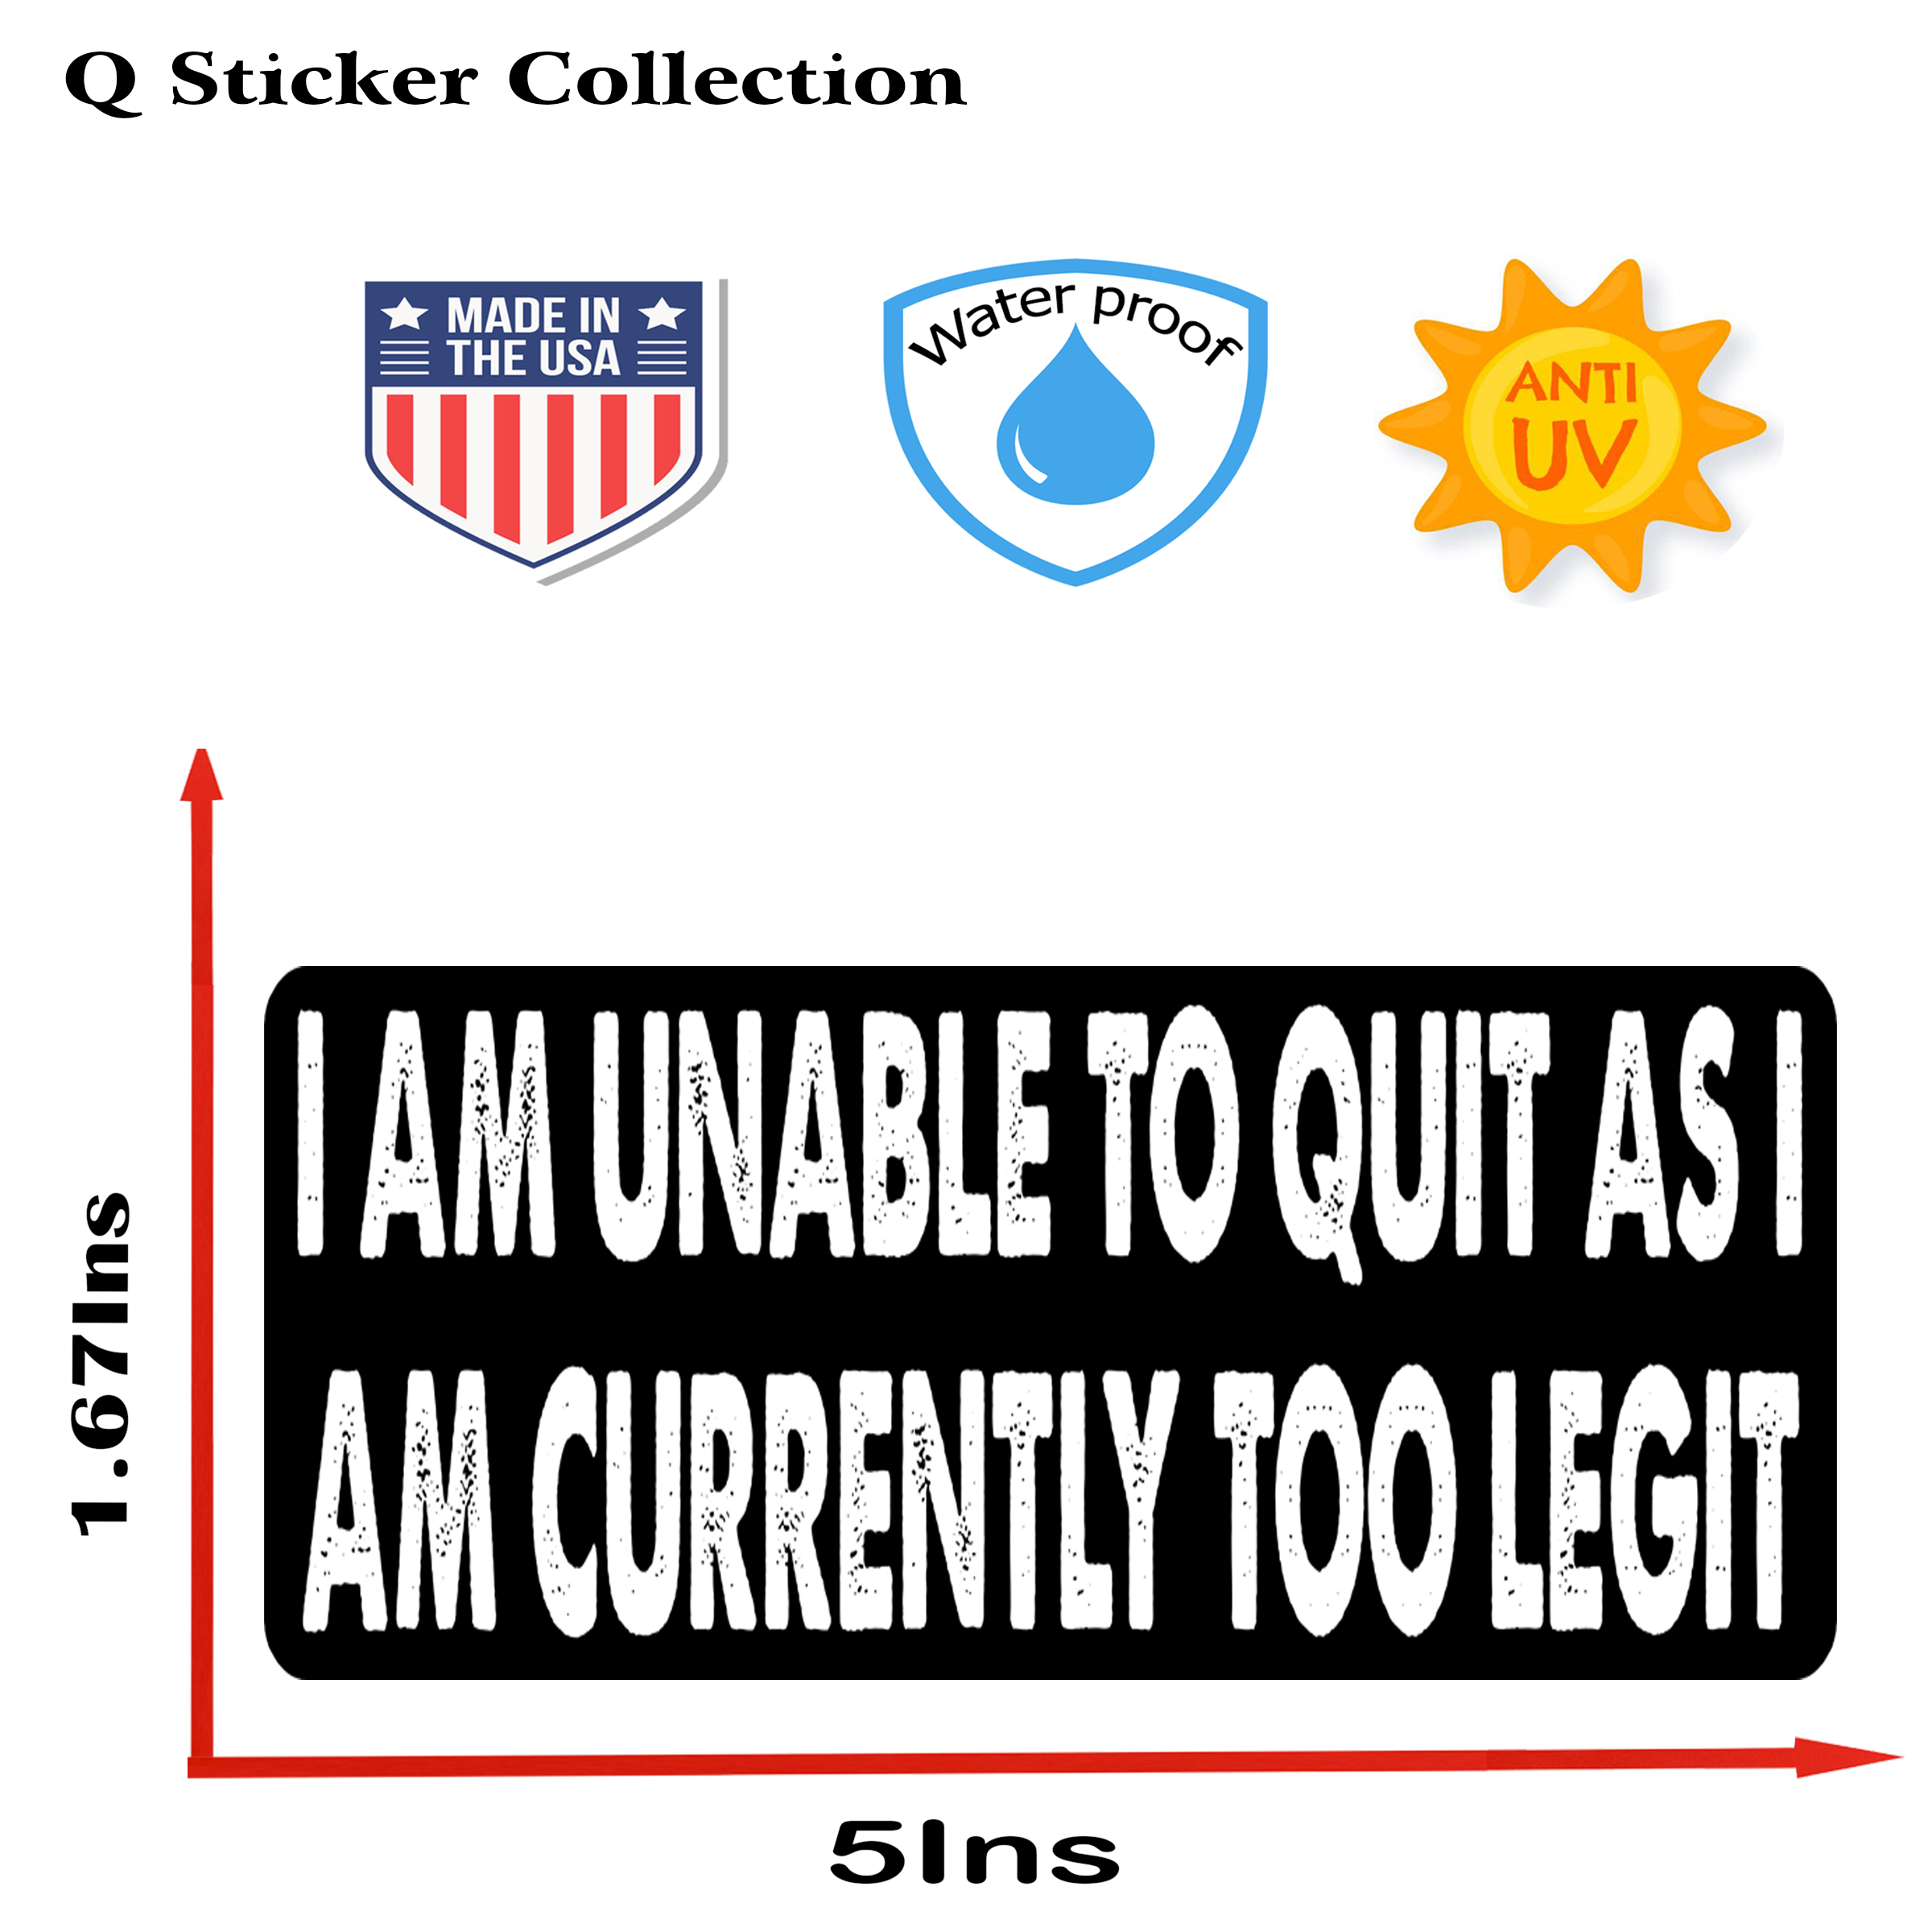 Q Sticker Collection
MADE IN
THE USA
Water proof
ANTI
UV
1.67Ins
I AM UNABLE TO QUIT AS I
AM CURRENTLY TOO LEGIT
5Ins